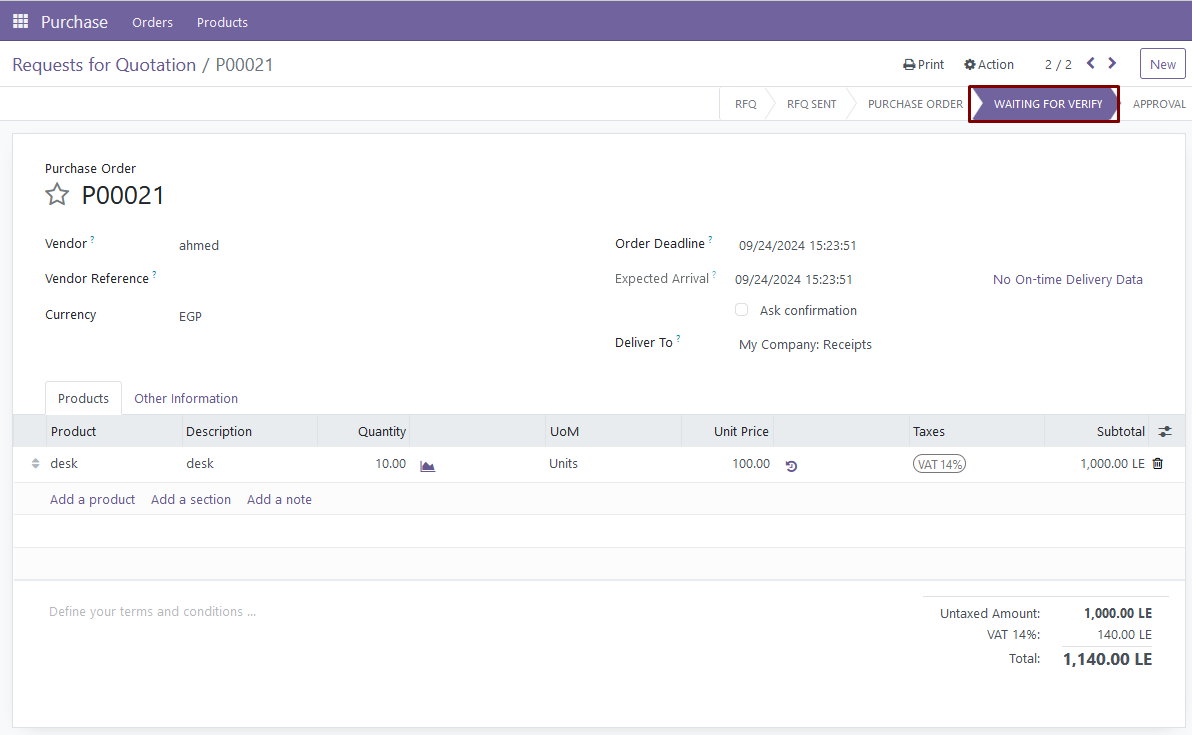 Purchase Orders Products
Requests for Quotation / P00021 Print Action 2 / 2 New
RFQ RFQ SENT PURCHASE ORDER WAITING FOR VERIFY APPROVAL
Purchase Order
P00021
Vendor ? ahmed Order Deadline ? 09/24/2024 15:23:51
Vendor Reference ? Expected Arrival ? 09/24/2024 15:23:51 No On-time Delivery Data
Ask confirmation
Currency EGP
Deliver To ? My Company: Receipts
Products Other Information
Product Description Quantity UoM Unit Price Taxes Subtotal
desk desk 10.00 Units 100.00 VAT 14% 1,000.00 LE
Add a product Add a section Add a note
Define your terms and conditions ...
Untaxed Amount: 1,000.00 LE
VAT 14%: 140.00 LE
Total: 1,140.00 LE